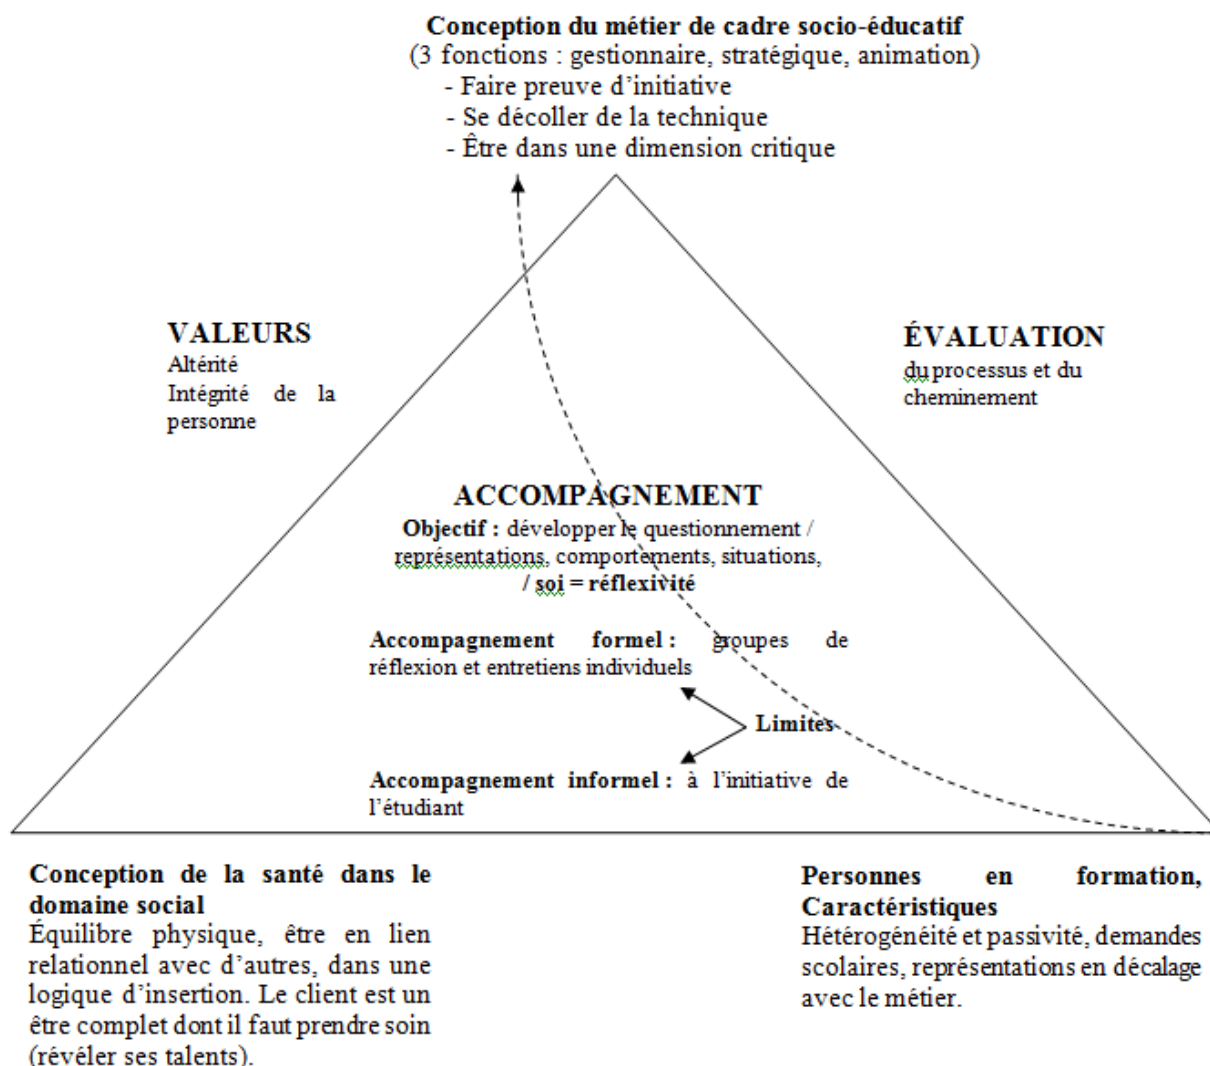 Conception du métier de cadre socio-éducatif
(3 fonctions : gestionnaire, stratégique, animation)
- Faire preuve d’initiative
- Se décoller de la technique
- Être dans une dimension critique
VALEURS
Altérité
Intégrité de la
personne
ÉVALUATION
du processus et du
cheminement
ACCOMPAGNEMENT
Objectif : développer le questionnement /
représentations, comportements, situations,
/ soi = réflexivité
Accompagnement formel : groupes de
réflexion et entretiens individuels
Limites
Accompagnement informel : à l’initiative de
l’étudiant
Conception de la santé dans le
domaine social
Équilibre physique, être en lien
relationnel avec d’autres, dans une
logique d’insertion. Le client est un
être complet dont il faut prendre soin
(révéler ses talents).
Personnes en formation,
Caractéristiques
Hétérogénéité et passivité, demandes
scolaires, représentations en décalage
avec le métier.